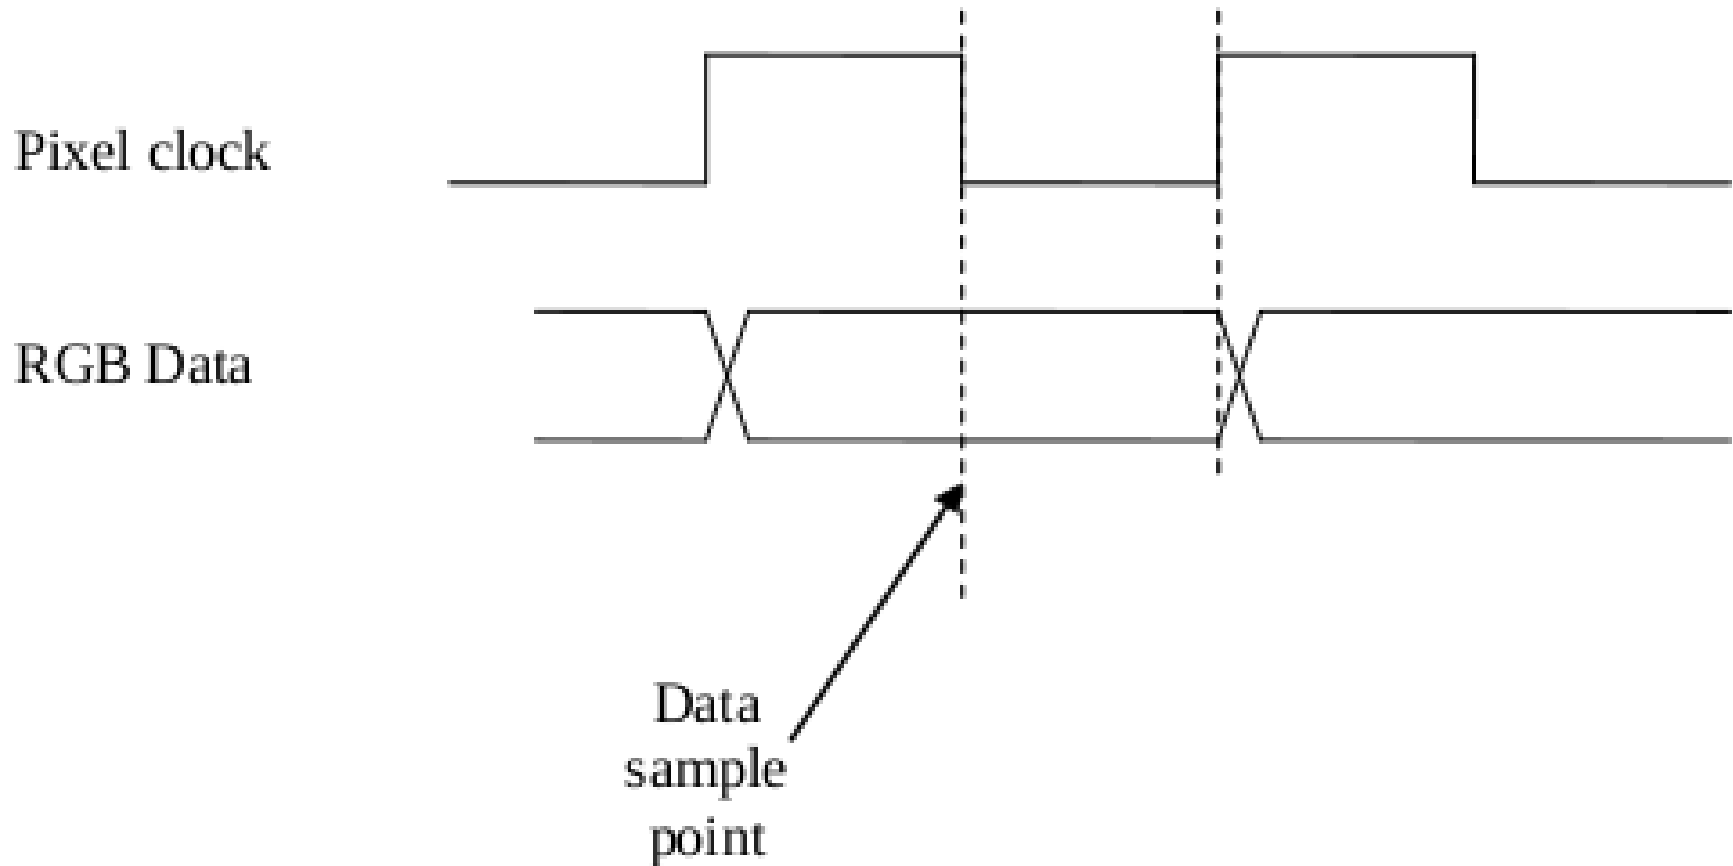 Pixel clock
RGB Data
Data
sample
point